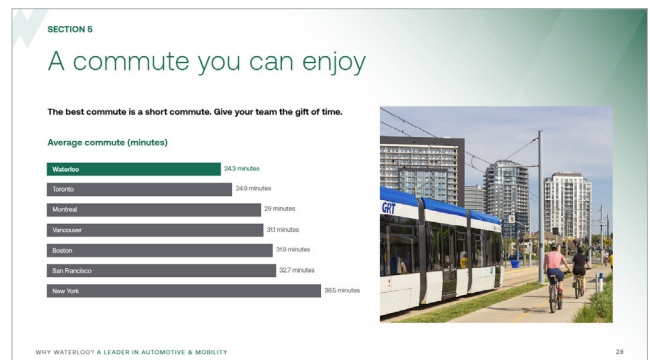 SECTION 5
A commute you can enjoy
The best commute is a short commute. Give your team the gift of time.
Average commute (minutes)
Waterloo 24.3 minutes
Toronto 24.9 minutes
Montreal 29 minutes
Vancouver 31.1 minutes
Boston 31.9 minutes
San Francisco 32.7 minutes
New York 36.5 minutes
GRT
WHY WATERLOO? A LEADER IN AUTOMOTIVE & MOBILITY 28